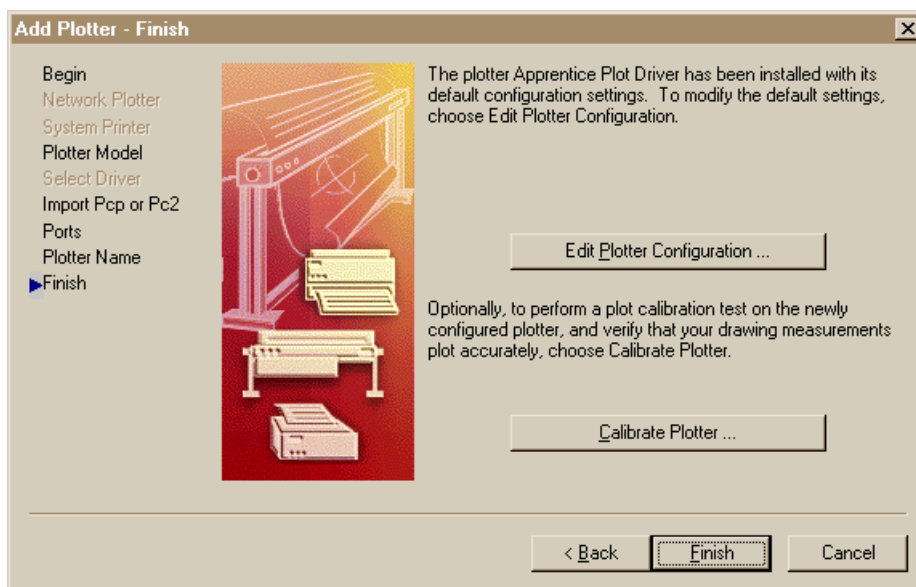 Add Plotter - Finish
Begin
Network Plotter
System Printer
Plotter Model
Select Driver
Import Pcp or Pc2
Ports
Plotter Name
Finish
The plotter Apprentice Plot Driver has been installed with its
default configuration settings. To modify the default settings,
choose Edit Plotter Configuration.
Edit Plotter Configuration ...
Optionally, to perform a plot calibration test on the newly
configured plotter, and verify that your drawing measurements
plot accurately, choose Calibrate Plotter.
Calibrate Plotter ...
< Back
Finish
Cancel